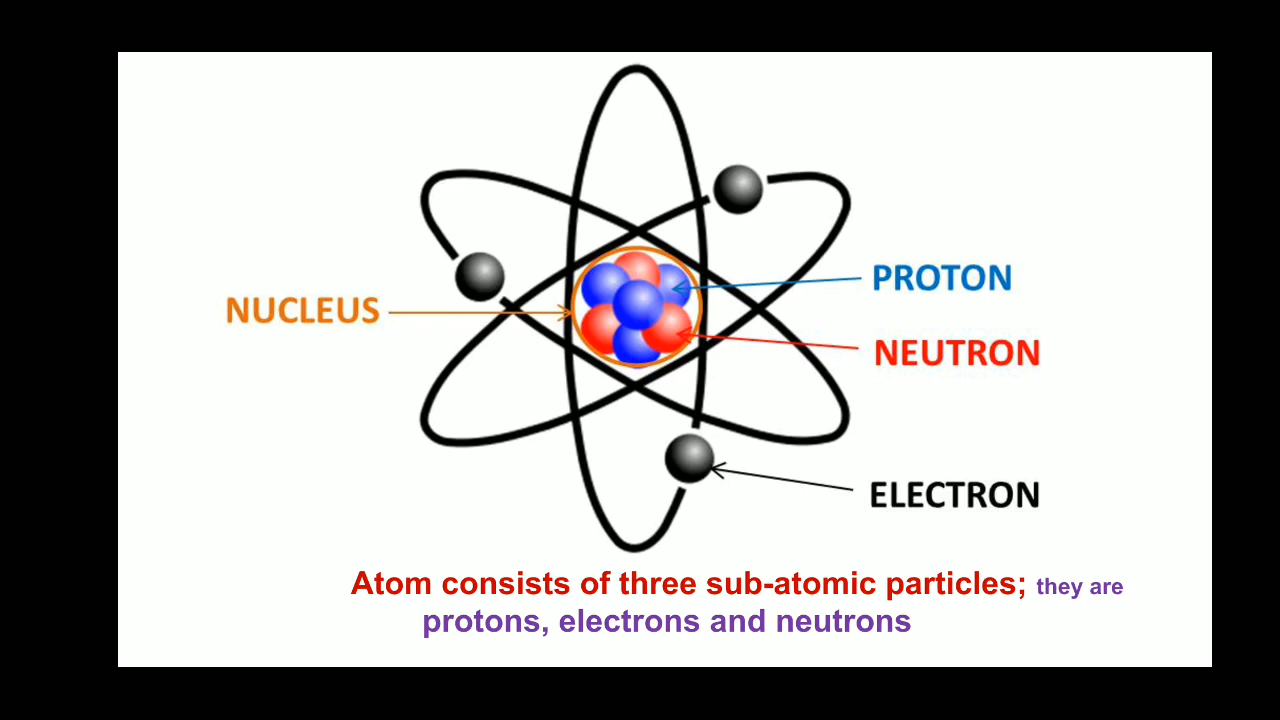 PROTON
NUCLEUS
NEUTRON
ELECTRON
Atom consists of three sub-atomic particles; they are
protons, electrons and neutrons